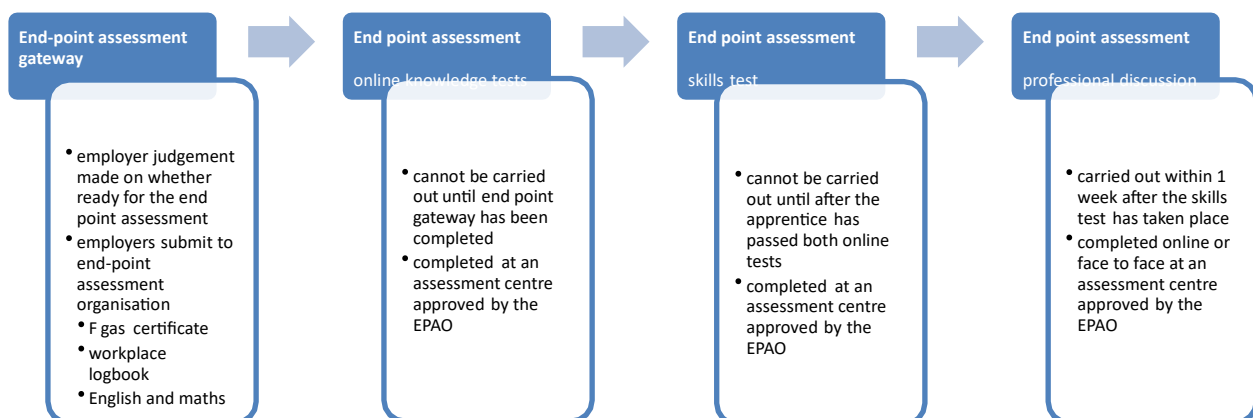 End-point assessment
gateway
• employer judgement
made on whether
ready for the end
point assessment
• employers submit to
end-point
assessment
organisation
• F gas certificate
• workplace
logbook
• English and maths
End point assessment
online knowledge tests
• cannot be carried
out until end point
gateway has been
completed
• completed at an
assessment centre
approved by the
EPAO
End point assessment
skills test
• cannot be carried
out until after the
apprentice has
passed both online
tests
• completed at an
assessment centre
approved by the
EPAO
End point assessment
professional discussion
• carried out within 1
week after the skills
test has taken place
• completed online or
face to face at an
assessment centre
approved by the
EPAO